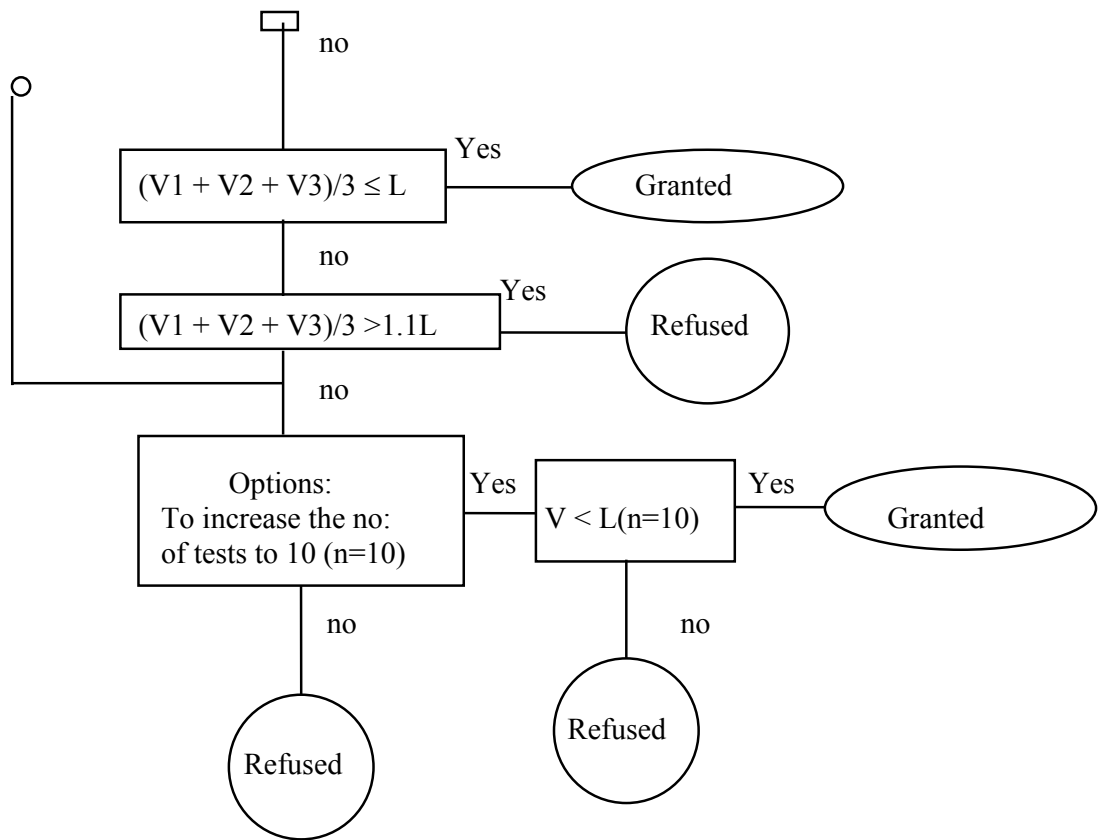 no
Yes
(V1 + V2 + V3)/3 ≤ L
Granted
no
Yes
(V1 + V2 + V3)/3 >1.1L
Refused
no
Options:
To increase the no:
of tests to 10 (n=10)
Yes
V < L(n=10)
Yes
Granted
no
no
Refused
Refused